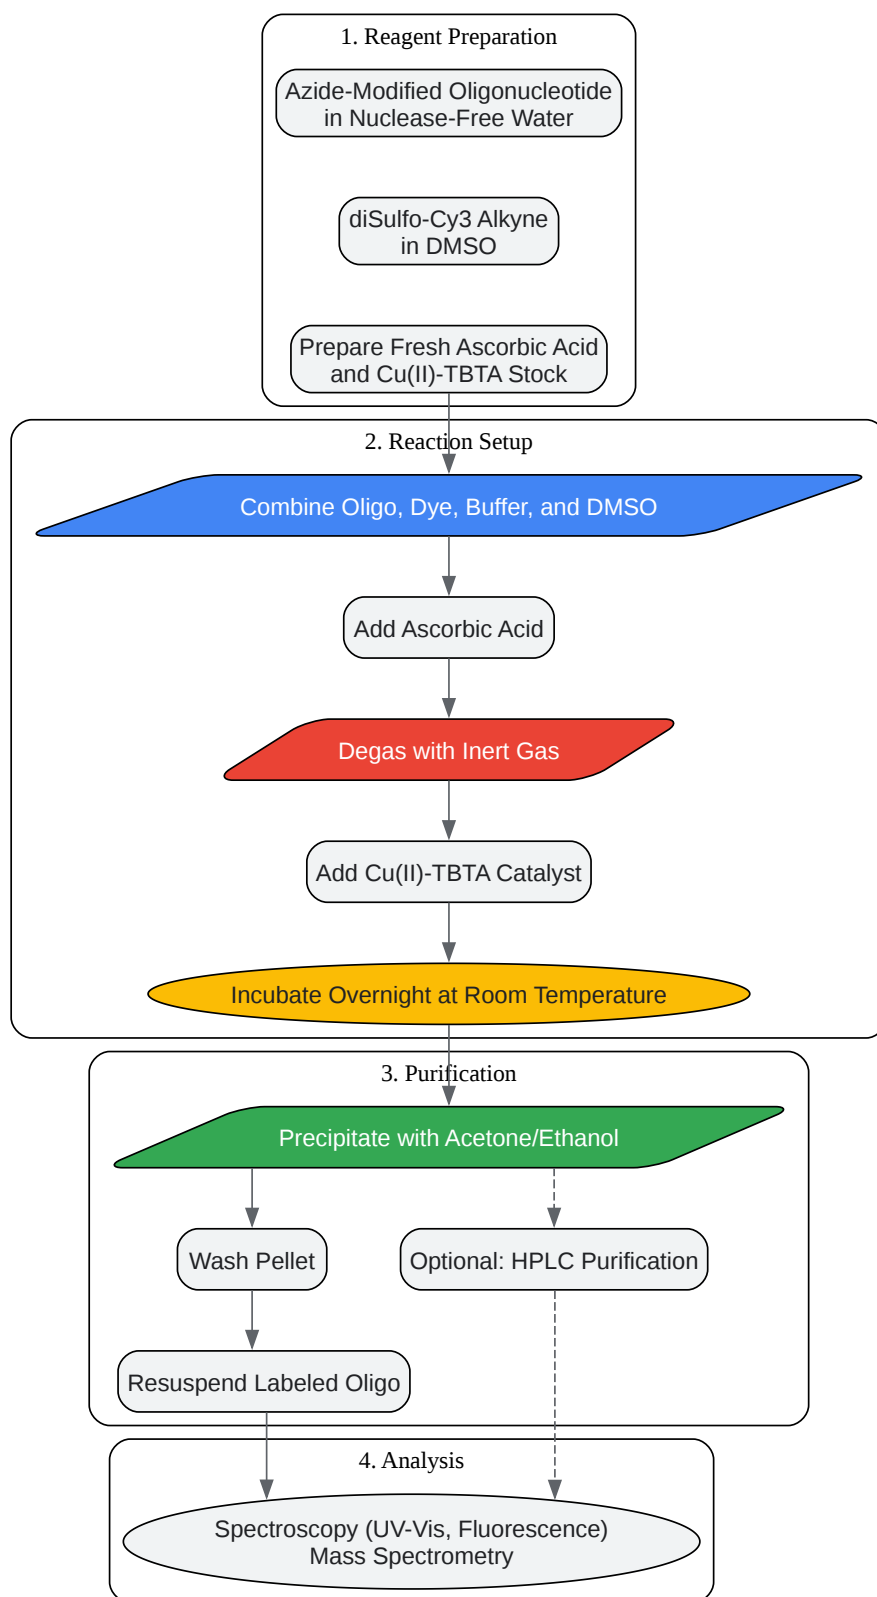 1. Reagent Preparation
Azide-Modified Oligonucleotide
in Nuclease-Free Water
diSulfo-Cy3 Alkyne
in DMSO
Prepare Fresh Ascorbic Acid
and Cu(II)-TBTA Stock
2. Reaction Setup
Combine Oligo, Dye, Buffer, and DMSO
Add Ascorbic Acid
Degas with Inert Gas
Add Cu(II)-TBTA Catalyst
Incubate Overnight at Room Temperature
3. Purification
Precipitate with Acetone/Ethanol
Wash Pellet
Optional: HPLC Purification
Resuspend Labeled Oligo
4. Analysis
Spectroscopy (UV-Vis, Fluorescence)
Mass Spectrometry